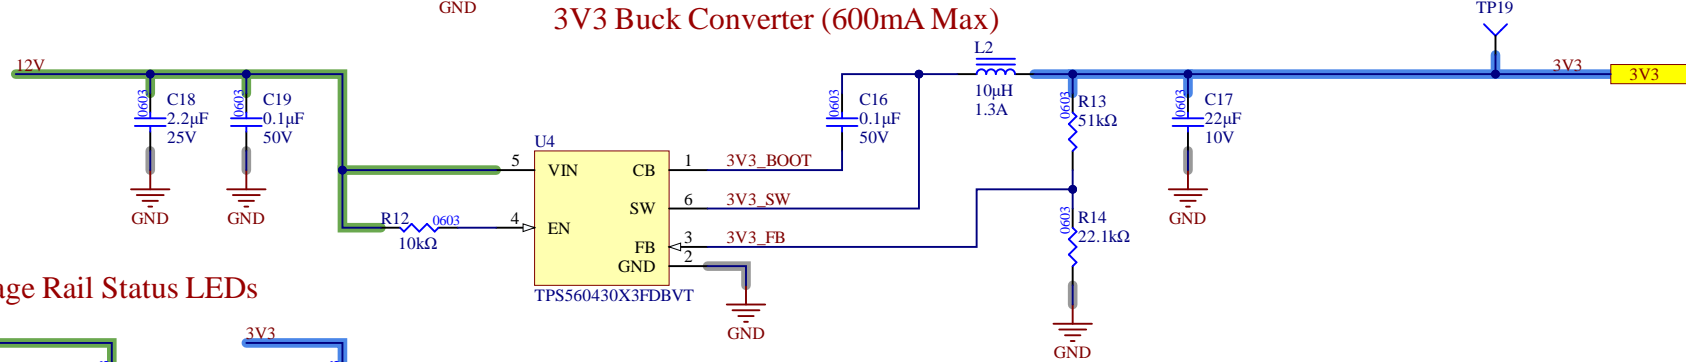 GND
3V3 Buck Converter (600mA Max)
TP19
12V
L2
10µH
1.3A
3V3
3V3
0603
C18
2.2µF
25V
0603
C19
0.1µF
50V
0603
C16
0.1µF
50V
0603
R13
51kΩ
0603
C17
22µF
10V
U4
5
VIN
CB
1
3V3_BOOT
SW
6
3V3_SW
GND
GND
R12
0603
10kΩ
4
EN
FB
3
3V3_FB
GND
2
0603
R14
22.1kΩ
GND
TPS560430X3FDBVT
GND
GND
age Rail Status LEDs
3V3